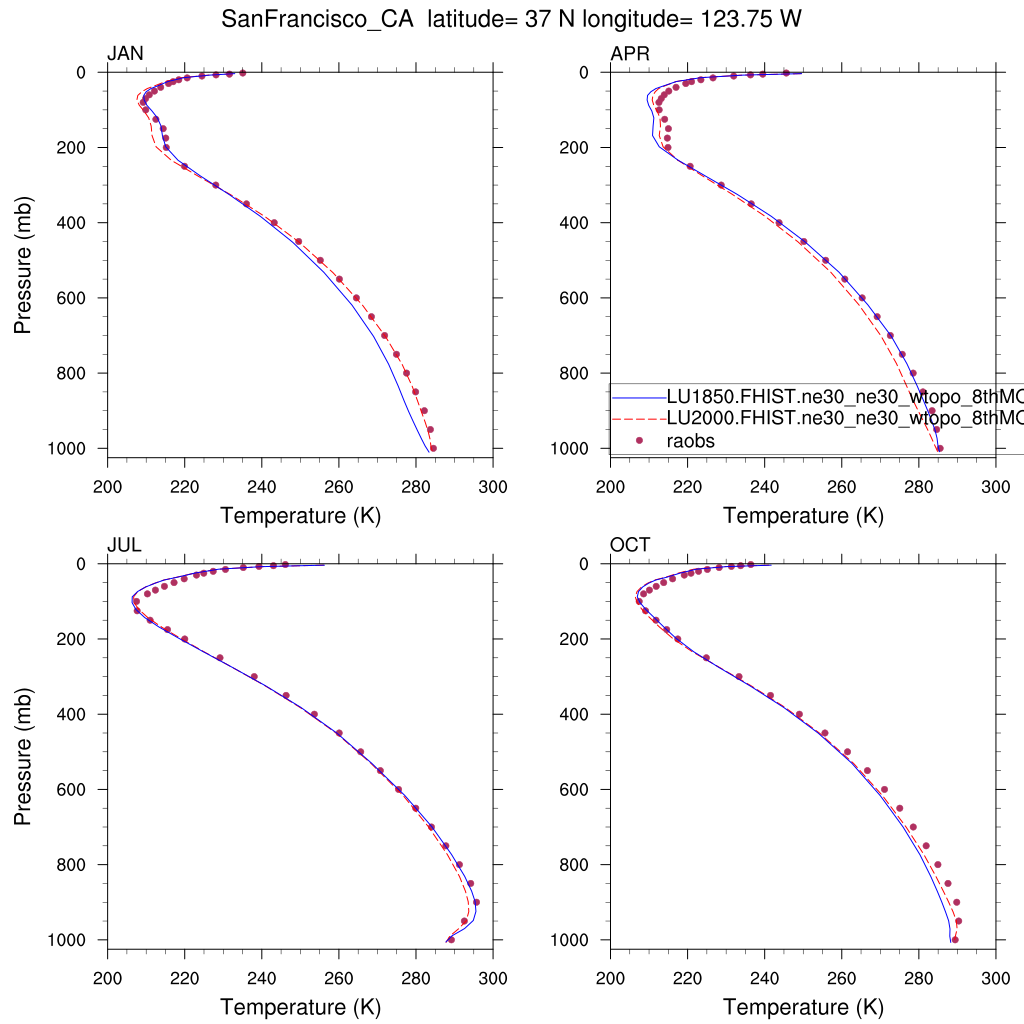 SanFrancisco_CA latitude= 37 N longitude= 123.75 W
JAN
0
200
400
600
800
1000
Pressure (mb)
200 220 240 260 280 300
Temperature (K)
APR
0
200
400
600
800
1000
LU1850.FHIST.ne30_ne30_wtopo_8thMC
LU2000.FHIST.ne30_ne30_wtopo_8thMC
raobs
200 220 240 260 280 300
Temperature (K)
JUL
0
200
400
600
800
1000
Pressure (mb)
200 220 240 260 280 300
Temperature (K)
OCT
0
200
400
600
800
1000
200 220 240 260 280 300
Temperature (K)